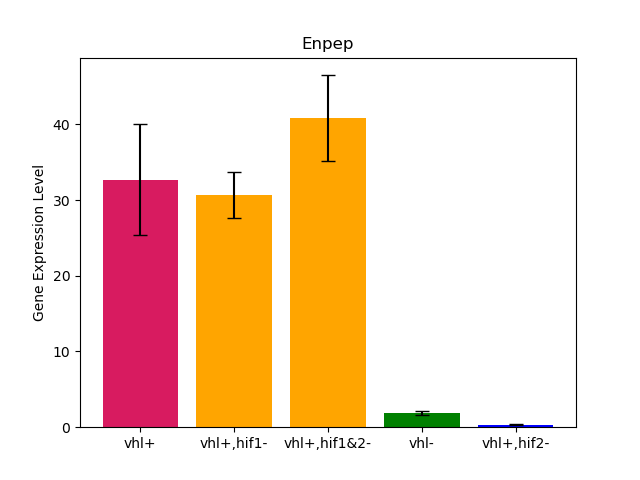 Enpep
Gene Expression Level
40
30
20
10
0
vhl+ vhl+,hif1- vhl+,hif1&2- vhl- vhl+,hif2-